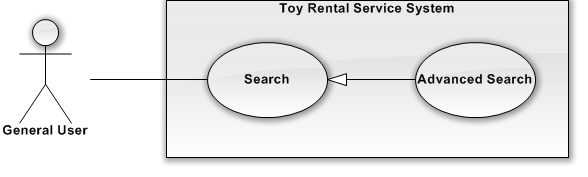 Toy Rental Service System
Search
Advanced Search
General User